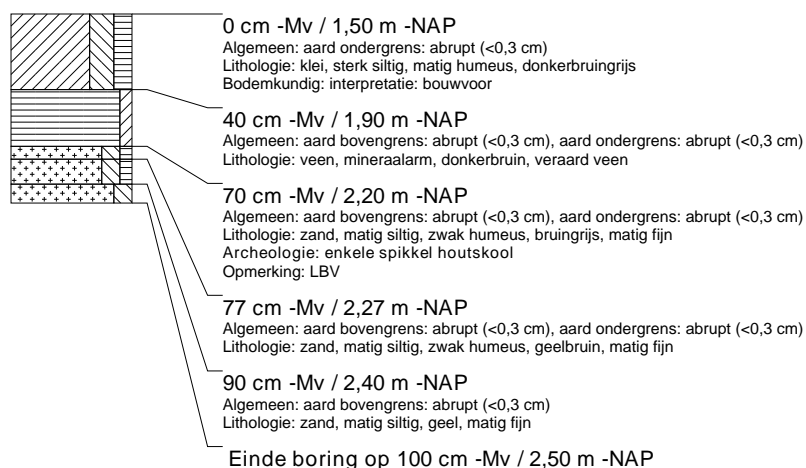 0 cm -Mv / 1,50 m -NAP
Algemeen: aard ondergrens: abrupt (<0,3 cm)
Lithologie: klei, sterk siltig, matig humeus, donkerbruingrijs
Bodemkundig: interpretatie: bouwvoor
40 cm -Mv / 1,90 m -NAP
Algemeen: aard bovengrens: abrupt (<0,3 cm), aard ondergrens: abrupt (<0,3 cm)
Lithologie: veen, mineraalarm, donkerbruin, veraard veen
70 cm -Mv / 2,20 m -NAP
Algemeen: aard bovengrens: abrupt (<0,3 cm), aard ondergrens: abrupt (<0,3 cm)
Lithologie: zand, matig siltig, zwak humeus, bruingrijs, matig fijn
Archeologie: enkele spikkel houtskool
Opmerking: LBV
77 cm -Mv / 2,27 m -NAP
Algemeen: aard bovengrens: abrupt (<0,3 cm), aard ondergrens: abrupt (<0,3 cm)
Lithologie: zand, matig siltig, zwak humeus, geelbruin, matig fijn
90 cm -Mv / 2,40 m -NAP
Algemeen: aard bovengrens: abrupt (<0,3 cm)
Lithologie: zand, matig siltig, geel, matig fijn
Einde boring op 100 cm -Mv / 2,50 m -NAP